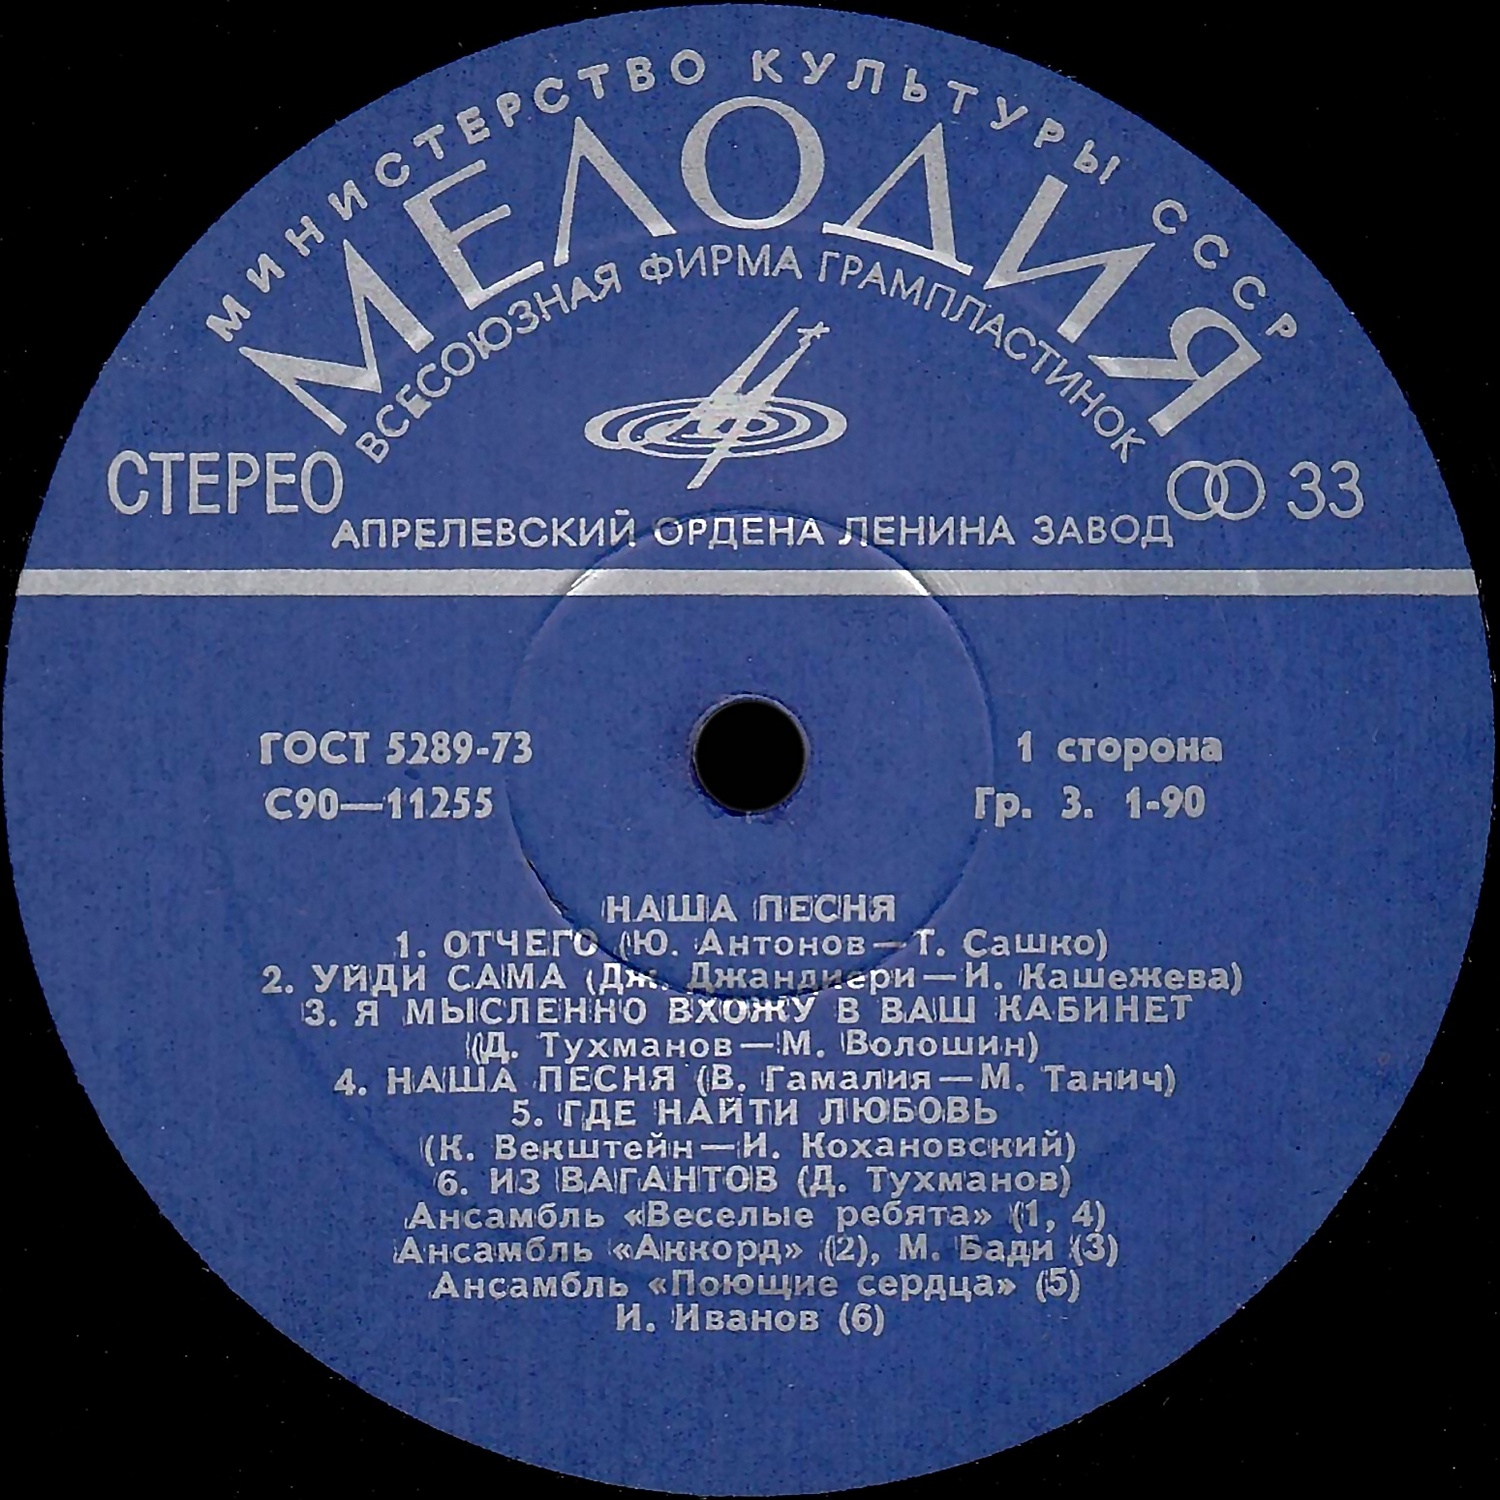 МИНИСТЕРСТВО КУЛЬТУРЫ СССР
МЕЛОДИЯ
ВСЕСОЮЗНАЯ ФИРМА ГРАМПЛАСТИНОК
СТЕРЕО
33
АПРЕЛЕВСКИЙ ОРДЕНА ЛЕНИНА ЗАВОД
ГОСТ 5289-73
1 сторона
С90—11255
Гр. 3. 1-90
НАША ПЕСНЯ
1. ОТЧЕГО (Ю. Антонов—Т. Сашко)
2. УЙДИ САМА (Дж. Джандиери—И. Кашежева)
3. Я МЫСЛЕННО ВХОЖУ В ВАШ КАБИНЕТ
(Д. Тухманов—М. Волошин)
4. НАША ПЕСНЯ (В. Гамалия—М. Танич)
5. ГДЕ НАЙТИ ЛЮБОВЬ
(К. Векштейн—И. Кохановский)
6. ИЗ ВАГАНТОВ (Д. Тухманов)
Ансамбль «Веселые ребята» (1, 4)
Ансамбль «Аккорд» (2), М. Бади (3)
Ансамбль «Поющие сердца» (5)
И. Иванов (6)